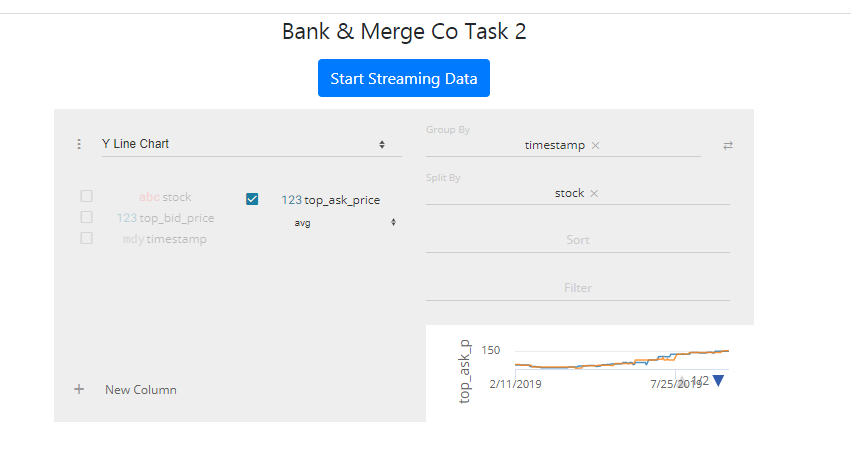 Bank & Merge Co Task 2
Start Streaming Data
Y Line Chart
abc stock
123 top_bid_price
mdy timestamp
123 top_ask_price
avg
+ New Column
Group By
timestamp ×
Split By
stock ×
Sort
Filter
top_ask_p
150
2/11/2019
7/25/2019
1/2